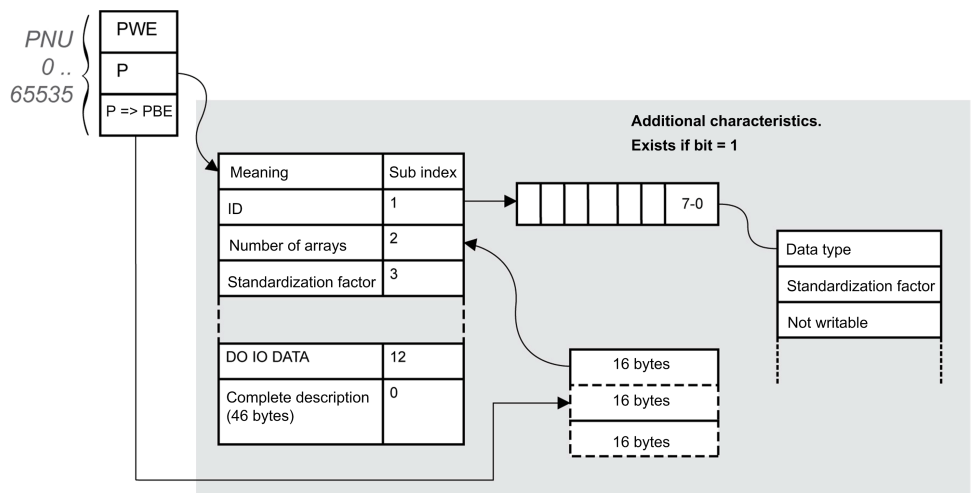 PNU
0 ..
65535
PWE
P
P => PBE
Additional characteristics.
Exists if bit = 1
Meaning Sub index
ID 1
Number of arrays 2
Standardization factor 3
DO IO DATA 12
Complete description 0
(46 bytes)
7-0
Data type
Standardization factor
Not writable
16 bytes
16 bytes
16 bytes